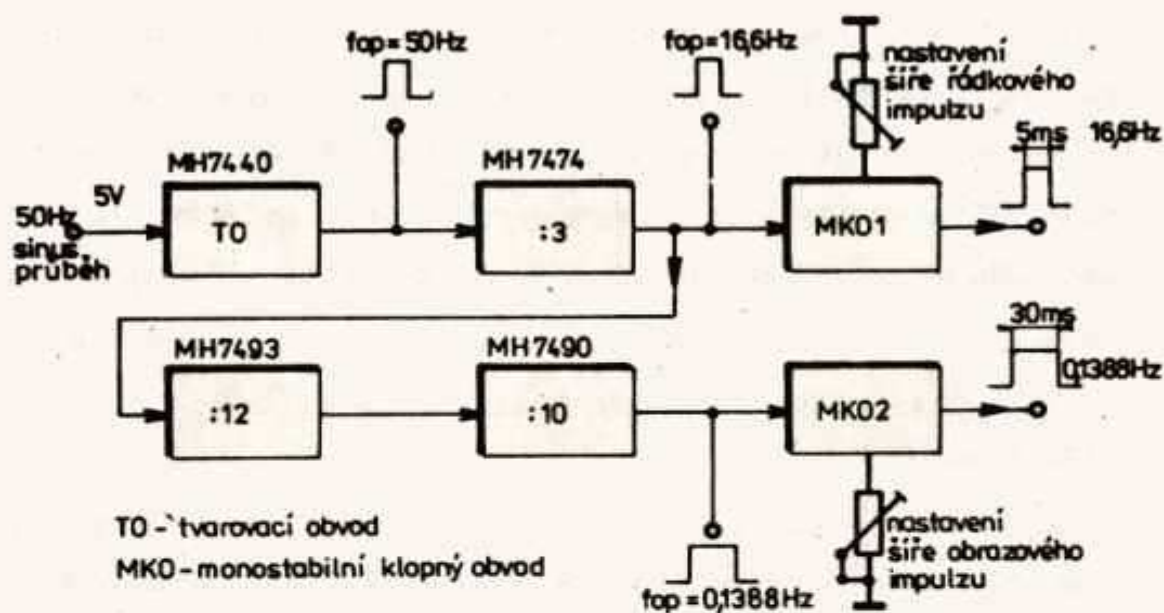 fop=50Hz
fop=16,6Hz
nastavení
šíře řádkového
impulzu
5ms 16,6Hz
MH7440
MH7474
5V
50Hz
sinus.
průběh
TO
:3
MKO1
MH7493
MH7490
30ms
0,1388Hz
:12
:10
MKO2
TO - tvarovací obvod
MKO - monostabilní klopný obvod
nastavení
šíře obrazového
impulzu
fop=0,1388Hz